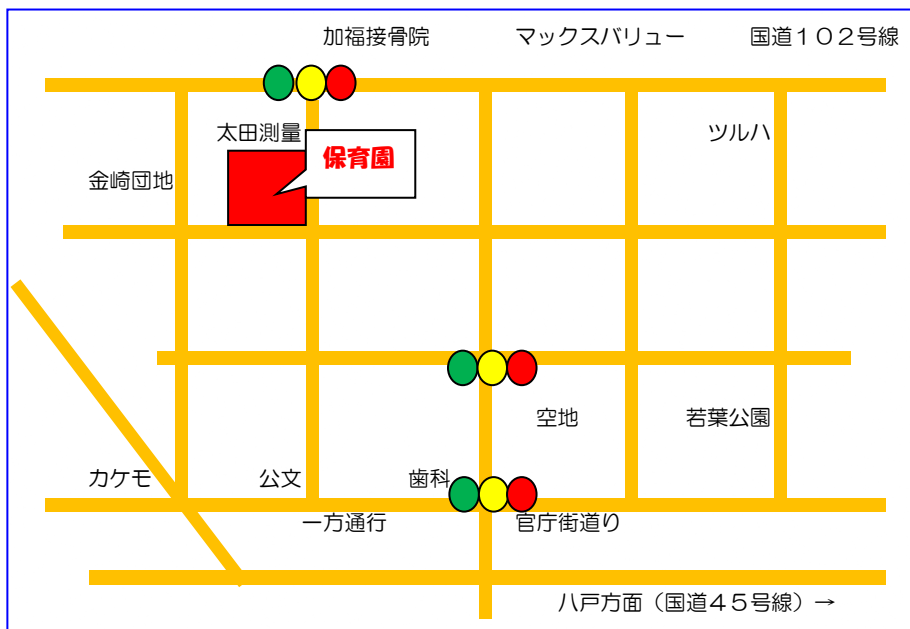 加福接骨院
マックスバリュー
国道１０２号線
太田測量
保育園
ツルハ
金崎団地
空地
若葉公園
カケモ
公文
歯科
一方通行
官庁街道り
八戸方面（国道４５号線）→